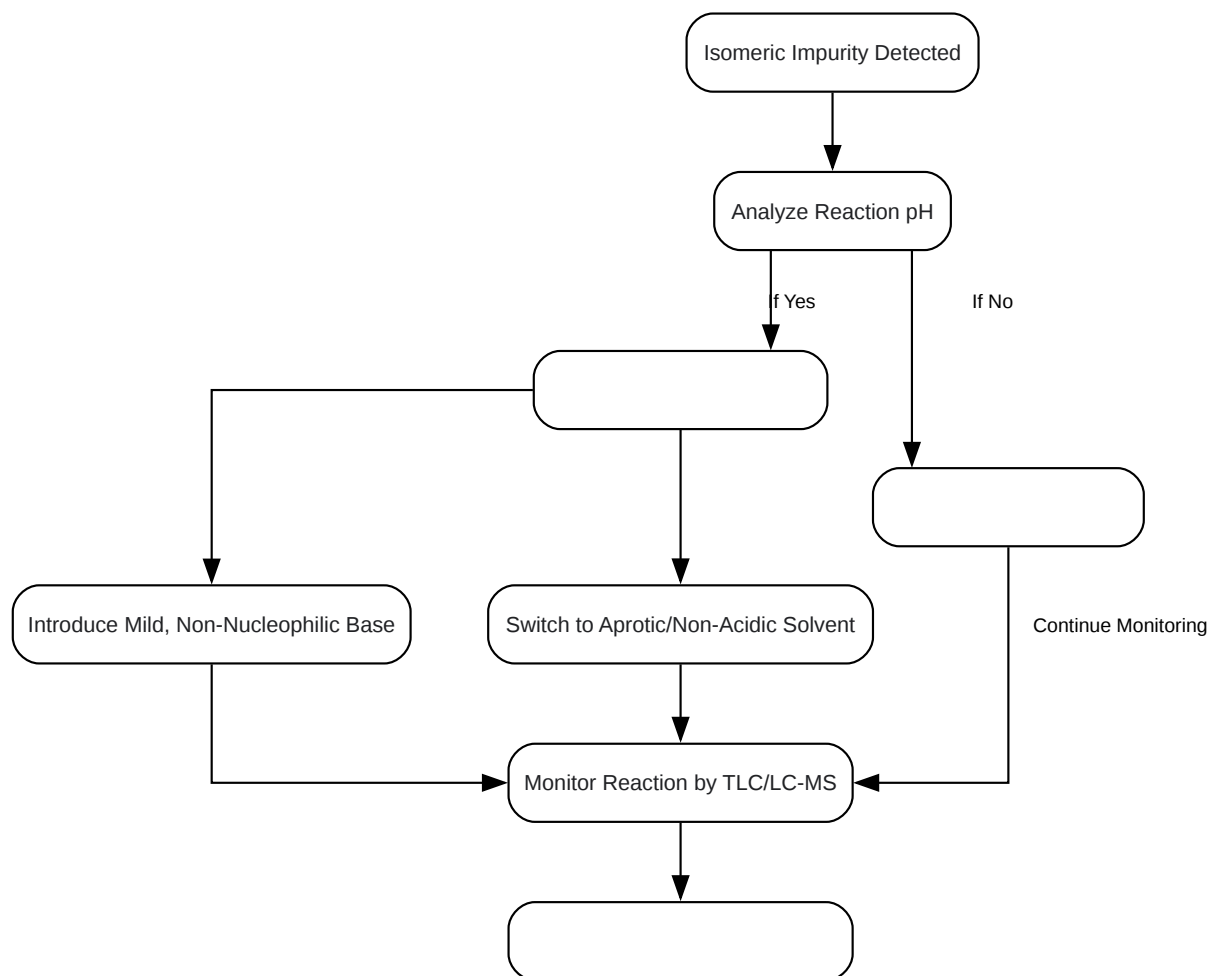 Isomeric Impurity Detected
Analyze Reaction pH
If Yes
If No
Introduce Mild, Non-Nucleophilic Base
Switch to Aprotic/Non-Acidic Solvent
Continue Monitoring
Monitor Reaction by TLC/LC-MS